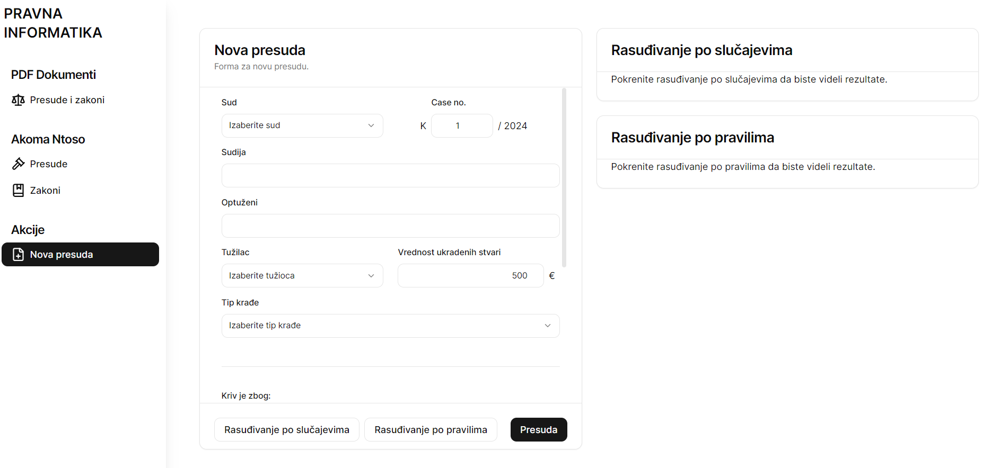 PRAVNA
INFORMATIKA
PDF Dokumenti
Presude i zakoni
Akoma Ntoso
Presude
Zakoni
Akcije
Nova presuda
Nova presuda
Forma za novu presudu.
Sud
Case no.
Izaberite sud
K 1 / 2024
Sudija
Optuženi
Tužilac
Vrednost ukradenih stvari
Izaberite tužioca
500 €
Tip krađe
Izaberite tip krađe
Kriv je zbog:
Rasuđivanje po slučajevima
Rasuđivanje po pravilima
Presuda
Rasuđivanje po slučajevima
Pokrenite rasuđivanje po slučajevima da biste videli rezultate.
Rasuđivanje po pravilima
Pokrenite rasuđivanje po pravilima da biste videli rezultate.